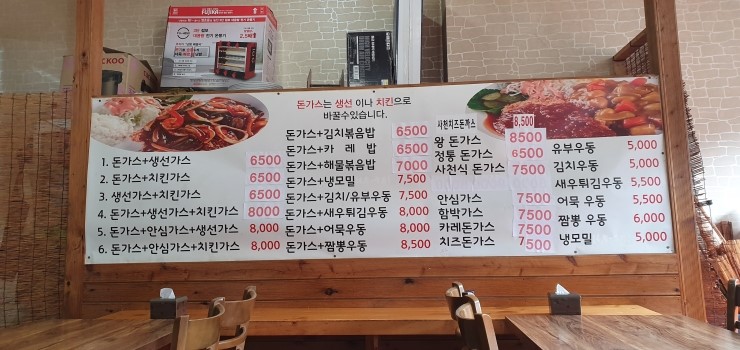 FUJIKA
CKOO
돈가스는 생선 이나 치킨으로
바꿀수있습니다.
1. 돈가스+생선가스 6500
2. 돈가스+치킨가스 6500
3. 생선가스+치킨가스 6500
4. 돈가스+생선가스+치킨가스 8000
5. 돈가스+안심가스+생선가스 8,000
6. 돈가스+안심가스+치킨가스 8,000
돈가스+김치볶음밥 6500
돈가스+카 레 밥 6500
돈가스+해물볶음밥 7000
돈가스+냉모밀 7,500
돈가스+김치/유부우동 7,500
돈가스+새우튀김우동 8,000
돈가스+어묵우동 8,000
돈가스+짬뽕우동 8,500
사천치즈돈까스 8,500
왕 돈가스 8500
정통 돈가스 6500
사천식 돈가스 7500
안심가스 7500
함박가스 7500
카레돈가스 7500
치즈돈가스 7500
유부우동 5,000
김치우동 5,000
새우튀김우동 5,500
어묵 우동 5,500
짬뽕 우동 6,000
냉모밀 5,000